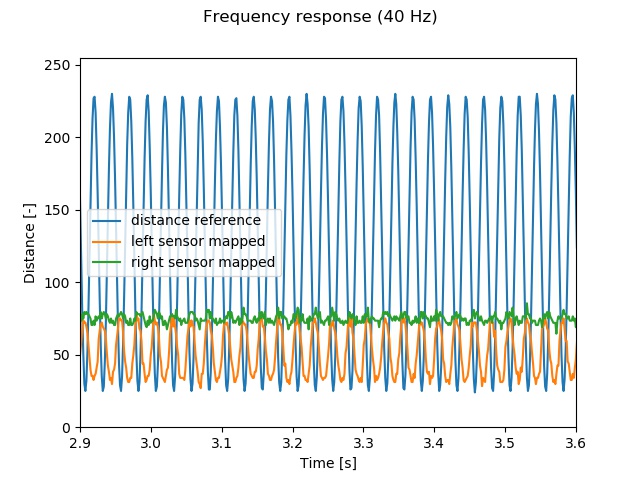 Frequency response (40 Hz)
250
200
150
100
50
0
Distance [-]
distance reference
left sensor mapped
right sensor mapped
2.9 3.0 3.1 3.2 3.3 3.4 3.5 3.6
Time [s]